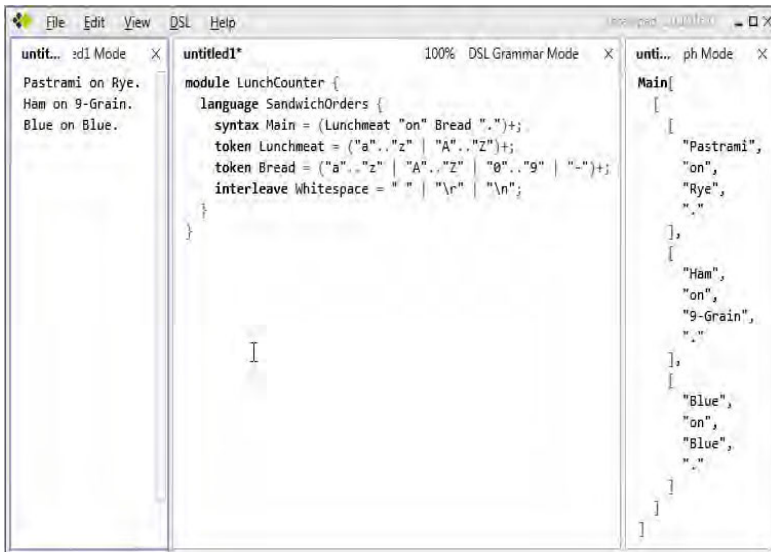 File Edit View DSL Help
untit... ed1 Mode X
Pastrami on Rye.
Ham on 9-Grain.
Blue on Blue.
untitled1* 100% DSL Grammar Mode X
module LunchCounter {
language SandwichOrders {
syntax Main = (Lunchmeat "on" Bread ".")+;
token Lunchmeat = ("a".."z" | "A".."Z")+;
token Bread = ("a".."z" | "A".."Z" | "0".."9" | "-")+;
interleave Whitespace = " " | "\r" | "\n";
}
}
unti... ph Mode X
Main[
[
[
"Pastrami",
"on",
"Rye",
"."
],
[
"Ham",
"on",
"9-Grain",
"."
],
[
"Blue",
"on",
"Blue",
"."
]
]
]